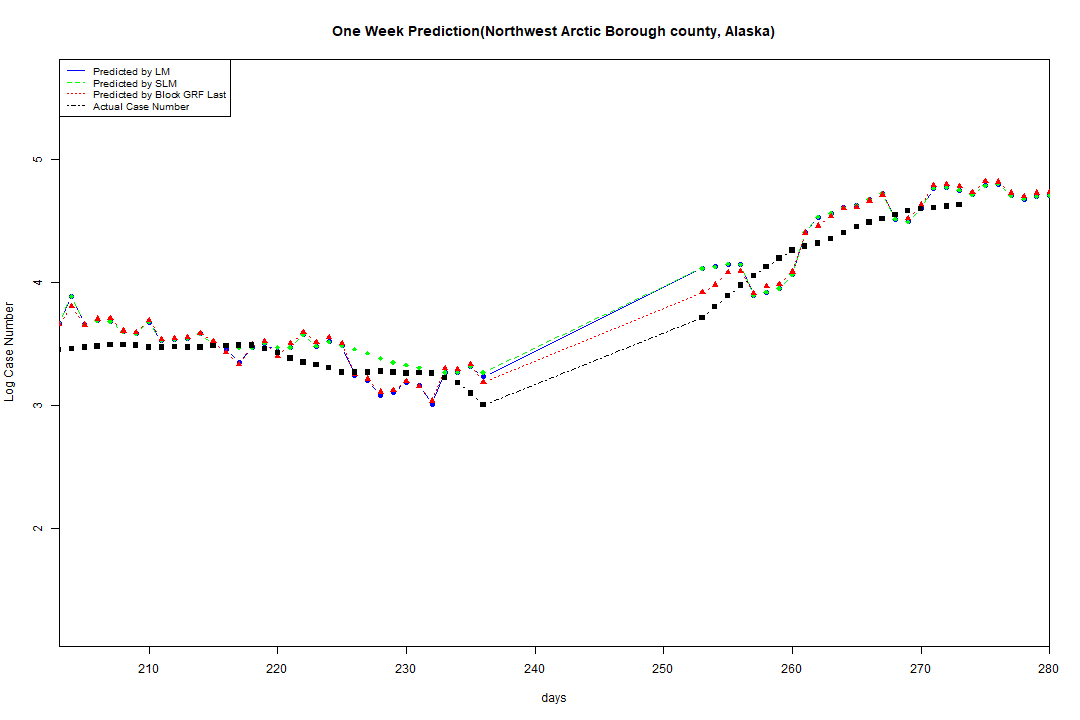 One Week Prediction(Northwest Arctic Borough county, Alaska)
Predicted by LM
Predicted by SLM
Predicted by Block GRF Last
Actual Case Number
5
4
3
2
Log Case Number
210 220 230 240 250 260 270 280
days